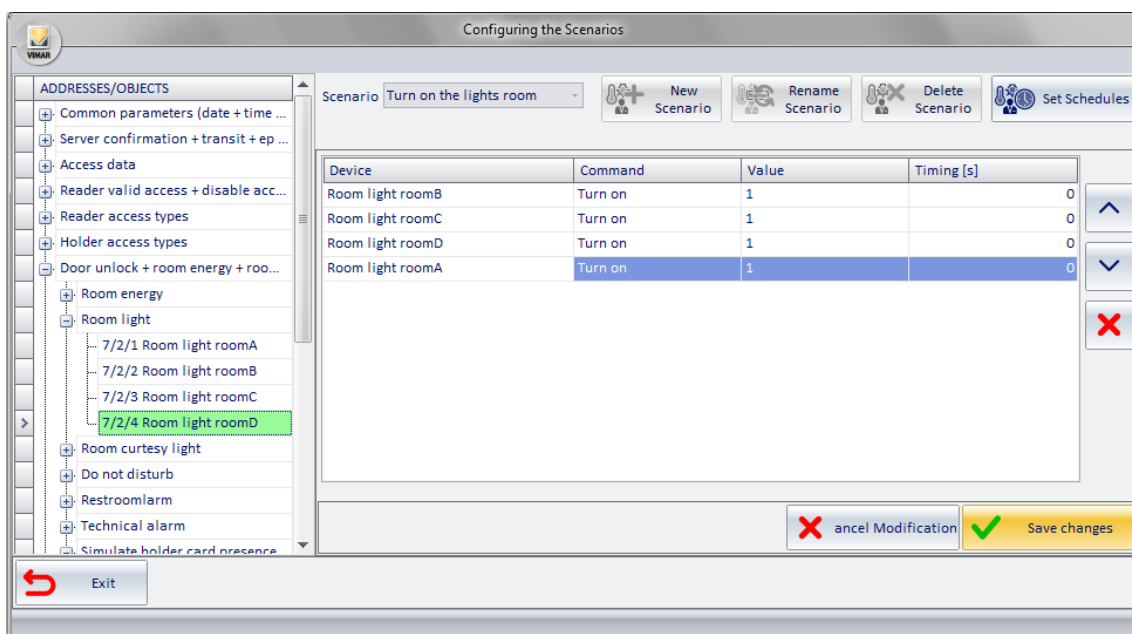 Configuring the Scenarios
VIMAR
ADDRESSES/OBJECTS
Common parameters (date + time ...
Server confirmation + transit + ep ...
Access data
Reader valid access + disable acc...
Reader access types
Holder access types
Door unlock + room energy + roo...
Room energy
Room light
7/2/1 Room light roomA
7/2/2 Room light roomB
7/2/3 Room light roomC
7/2/4 Room light roomD
Room curtesy light
Do not disturb
Restroomlarm
Technical alarm
Simulate holder card presence
Scenario Turn on the lights room
New
Scenario
Rename
Scenario
Delete
Scenario
Set Schedules
Device Command Value Timing [s]
Room light roomB Turn on 1 0
Room light roomC Turn on 1 0
Room light roomD Turn on 1 0
Room light roomA Turn on 1 0
ancel Modification
Save changes
Exit